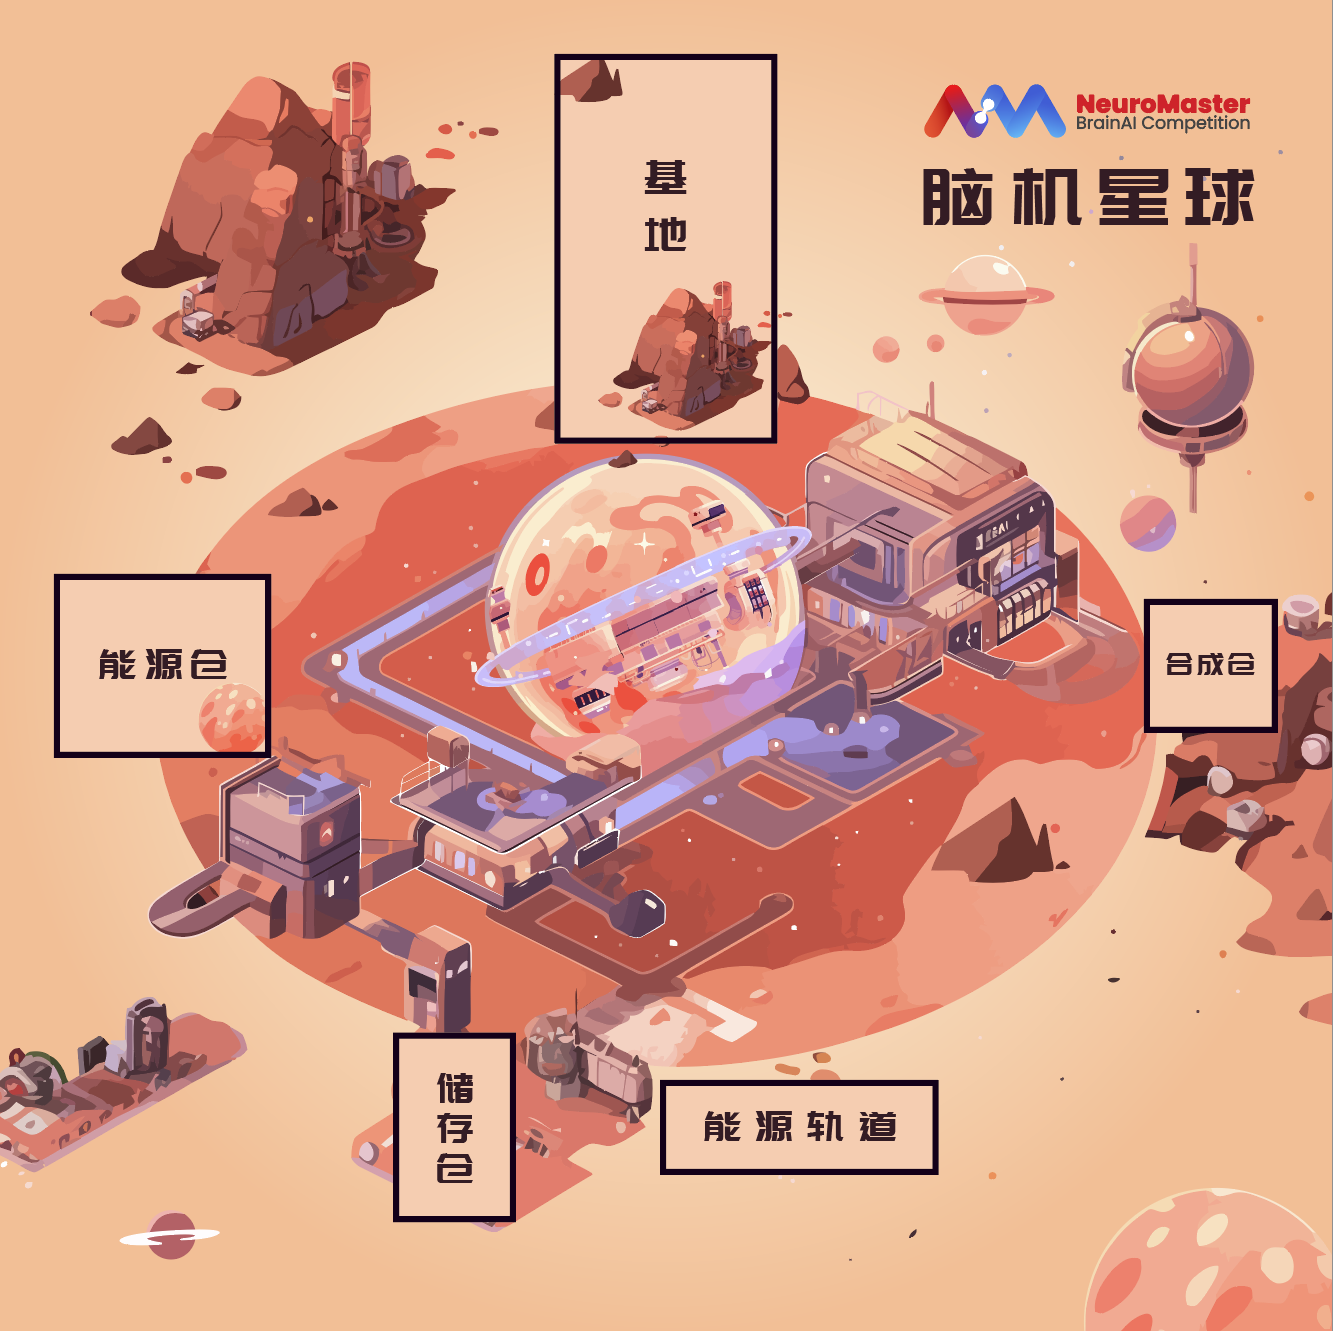 NeuroMaster
BrainAI Competition
脑机星球
基
地
能源仓
合成仓
储
存
仓
能源轨道